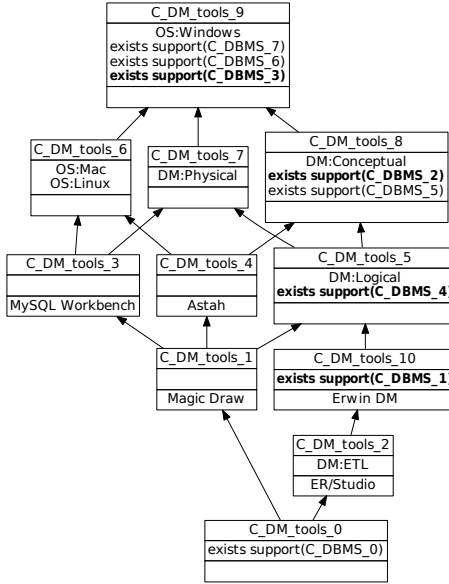 C_DM_tools_9
OS:Windows
exists support(C_DBMS_7)
exists support(C_DBMS_6)
exists support(C_DBMS_3)
C_DM_tools_6
OS:Mac
OS:Linux
C_DM_tools_7
DM:Physical
C_DM_tools_8
DM:Conceptual
exists support(C_DBMS_2)
exists support(C_DBMS_5)
C_DM_tools_3
MySQL Workbench
C_DM_tools_4
Astah
C_DM_tools_5
DM:Logical
exists support(C_DBMS_4)
C_DM_tools_1
Magic Draw
C_DM_tools_10
exists support(C_DBMS_1)
Erwin DM
C_DM_tools_2
DM:ETL
ER/Studio
C_DM_tools_0
exists support(C_DBMS_0)